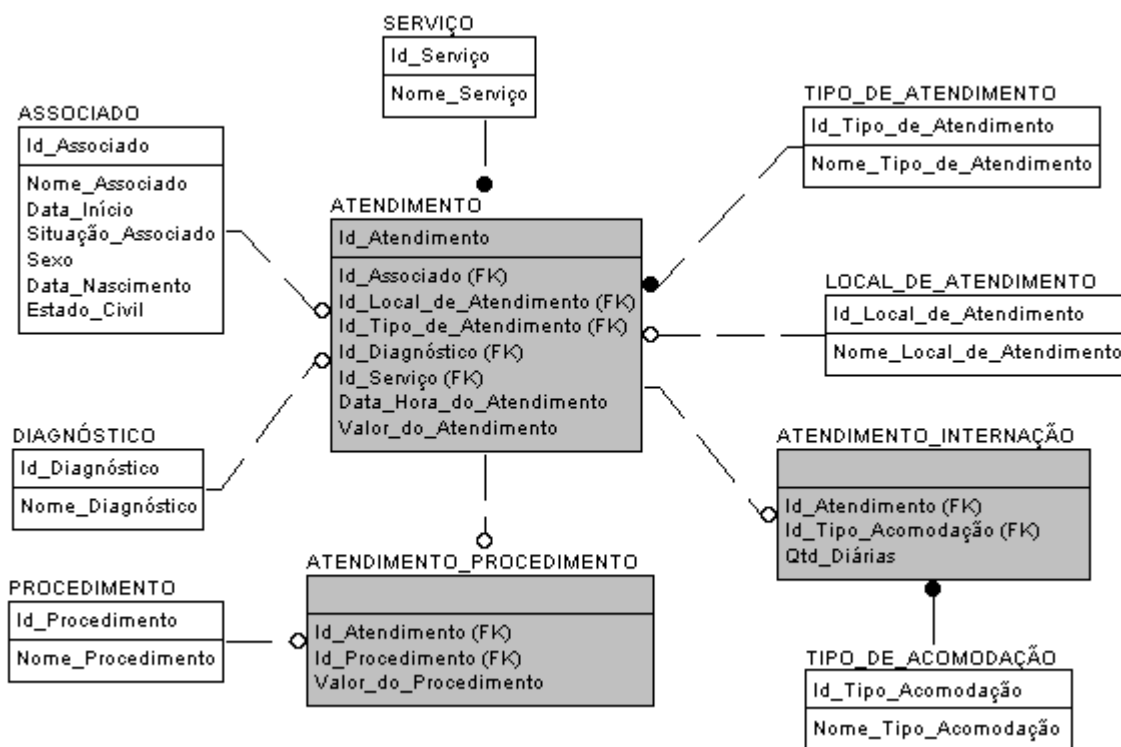 SERVIÇO
Id_Serviço
Nome_Serviço
TIPO_DE_ATENDIMENTO
Id_Tipo_de_Atendimento
Nome_Tipo_de_Atendimento
ASSOCIADO
Id_Associado
Nome_Associado
Data_Início
Situação_Associado
Sexo
Data_Nascimento
Estado_Civil
ATENDIMENTO
Id_Atendimento
Id_Associado (FK)
Id_Local_de_Atendimento (FK)
Id_Tipo_de_Atendimento (FK)
Id_Diagnóstico (FK)
Id_Serviço (FK)
Data_Hora_do_Atendimento
Valor_do_Atendimento
LOCAL_DE_ATENDIMENTO
Id_Local_de_Atendimento
Nome_Local_de_Atendimento
DIAGNÓSTICO
Id_Diagnóstico
Nome_Diagnóstico
ATENDIMENTO_INTERNAÇÃO
Id_Atendimento (FK)
Id_Tipo_Acomodação (FK)
Qtd_Diárias
PROCEDIMENTO
Id_Procedimento
Nome_Procedimento
ATENDIMENTO_PROCEDIMENTO
Id_Atendimento (FK)
Id_Procedimento (FK)
Valor_do_Procedimento
TIPO_DE_ACOMODAÇÃO
Id_Tipo_Acomodação
Nome_Tipo_Acomodação